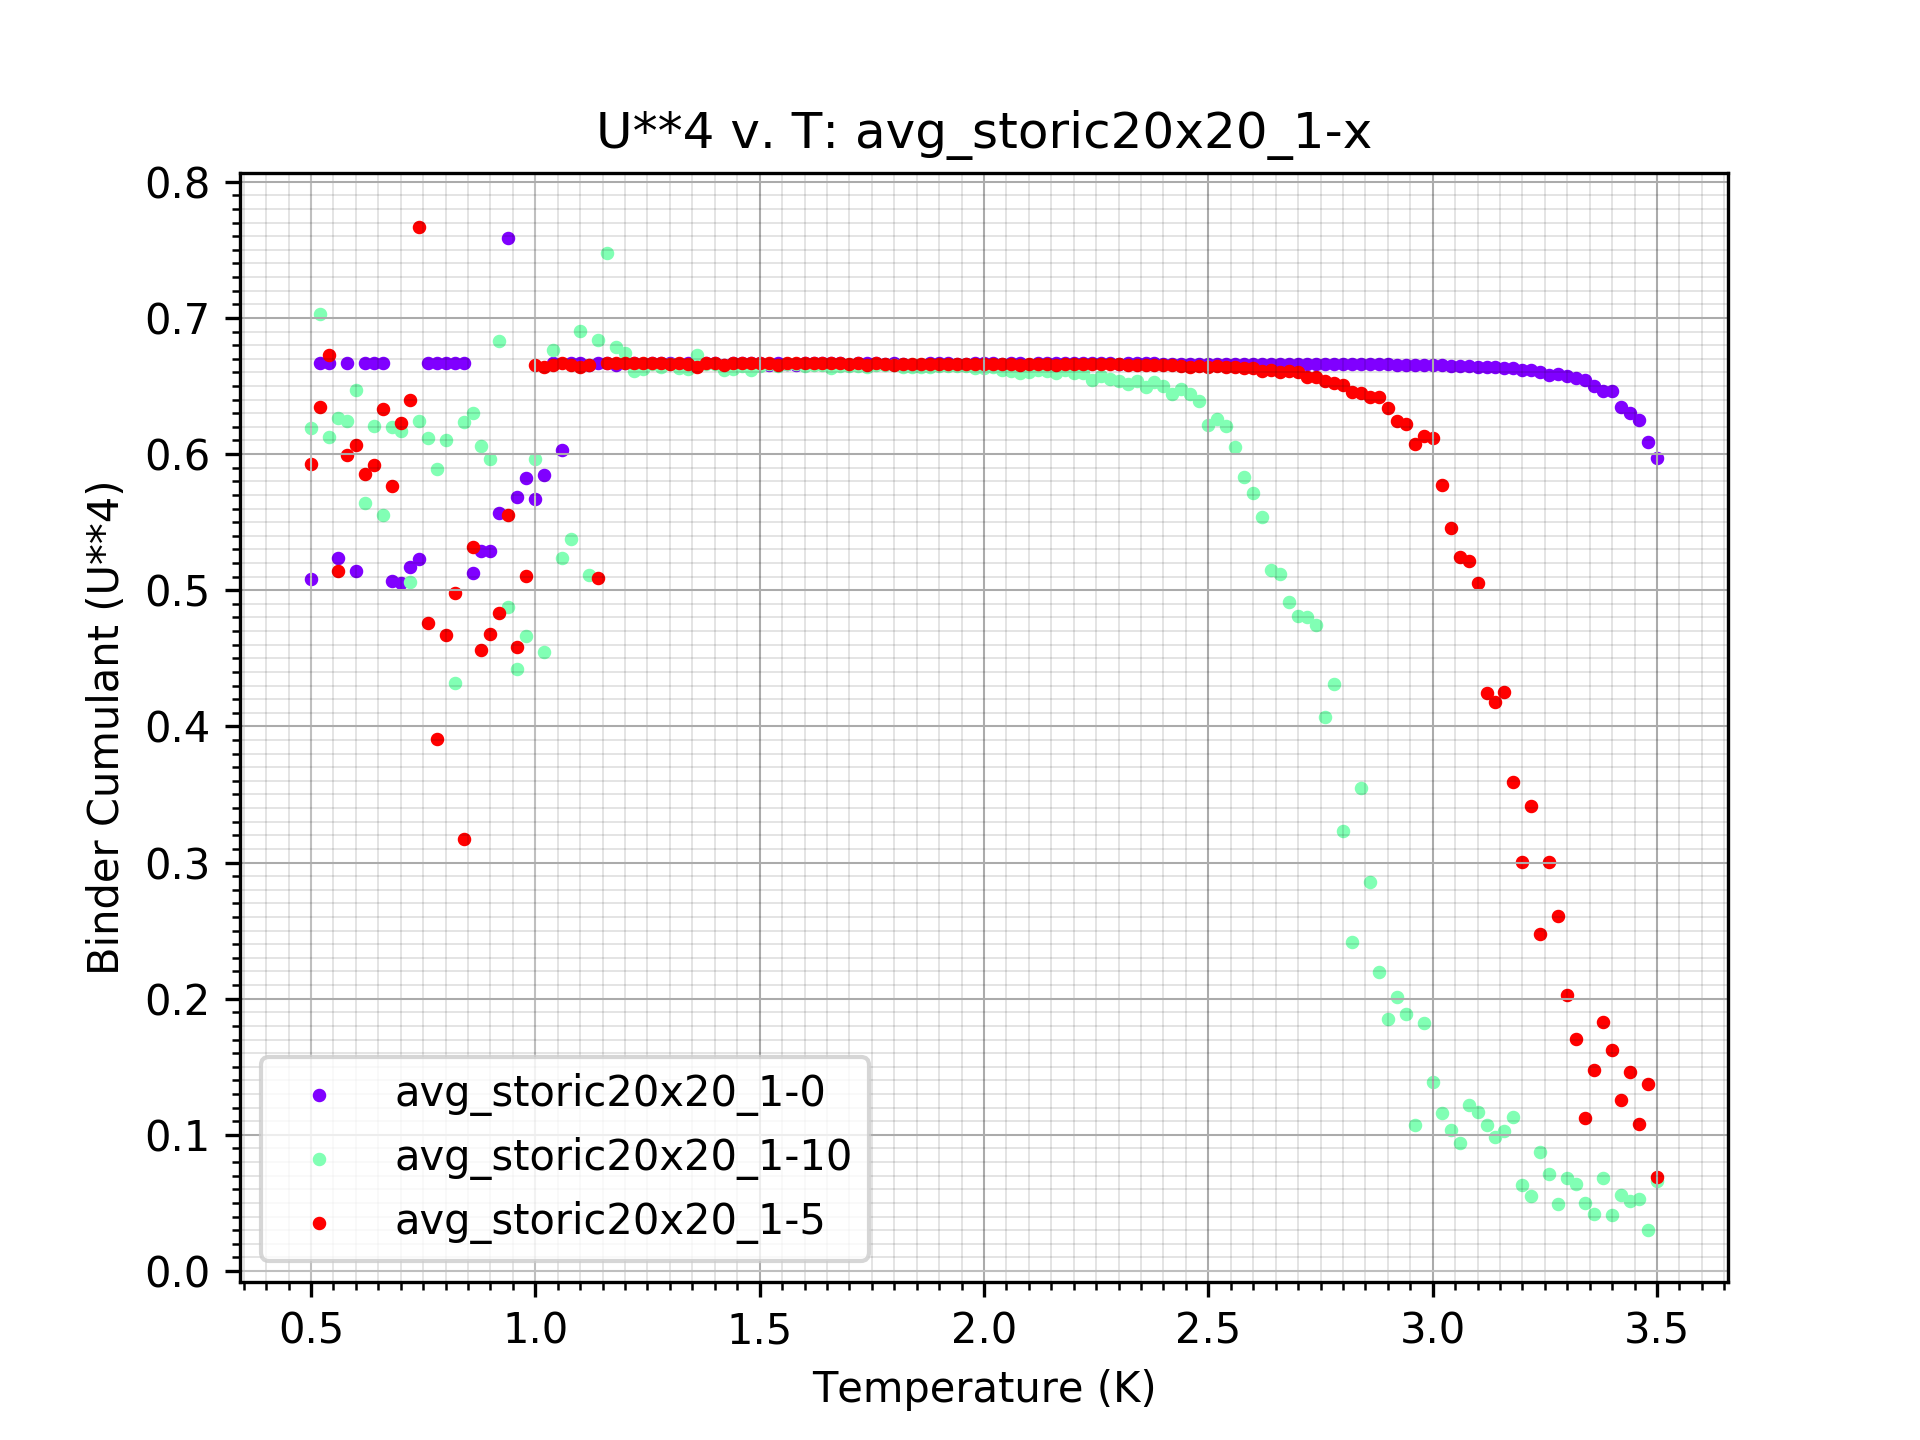 U**4 v. T: avg_storic20x20_1-x
0.8
0.7
0.6
0.5
0.4
0.3
0.2
0.1
0.0
Binder Cumulant (U**4)
avg_storic20x20_1-0
avg_storic20x20_1-10
avg_storic20x20_1-5
0.5 1.0 1.5 2.0 2.5 3.0 3.5
Temperature (K)